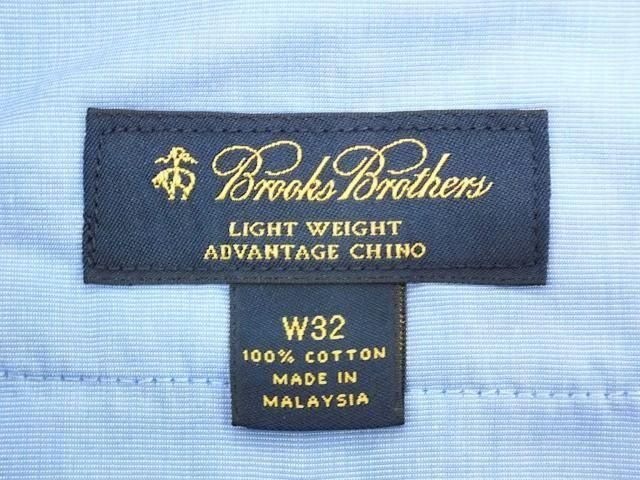 Brooks Brothers
LIGHT WEIGHT
ADVANTAGE CHINO
W32
100% COTTON
MADE IN
MALAYSIA